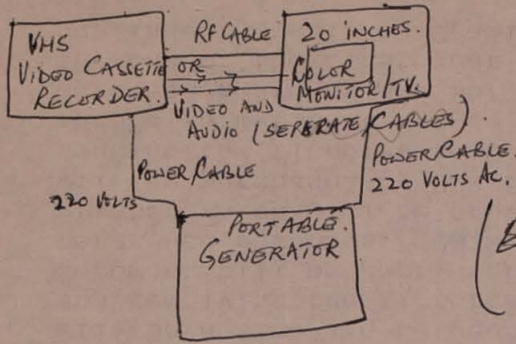 VHS
VIDEO CASSETTE
RECORDER.
RF CABLE
OR
VIDEO AND
AUDIO (SEPARATE CABLES).
20 INCHES.
COLOR
MONITOR/TV.
POWER CABLE
220 VOLTS
POWER CABLE.
220 VOLTS AC.
PORTABLE.
GENERATOR